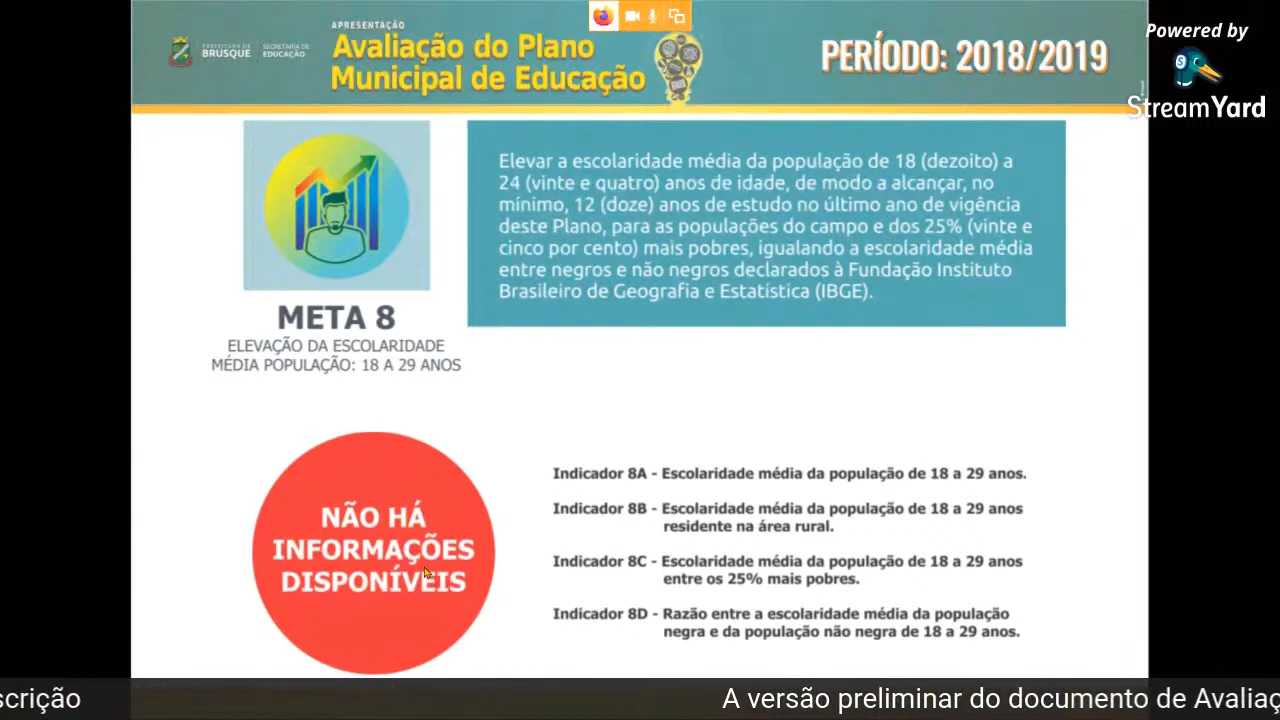 APRESENTAÇÃO
Avaliação do Plano
Municipal de Educação
PREFEITURA DE
BRUSQUE
SECRETARIA DE
EDUCAÇÃO
PERÍODO: 2018/2019
Powered by
StreamYard
Elevar a escolaridade média da população de 18 (dezoito) a
24 (vinte e quatro) anos de idade, de modo a alcançar, no
mínimo, 12 (doze) anos de estudo no último ano de vigência
deste Plano, para as populações do campo e dos 25% (vinte e
cinco por cento) mais pobres, igualando a escolaridade média
entre negros e não negros declarados à Fundação Instituto
Brasileiro de Geografia e Estatística (IBGE).
META 8
ELEVAÇÃO DA ESCOLARIDADE
MÉDIA POPULAÇÃO: 18 A 29 ANOS
NÃO HÁ
INFORMAÇÕES
DISPONÍVEIS
Indicador 8A - Escolaridade média da população de 18 a 29 anos.
Indicador 8B - Escolaridade média da população de 18 a 29 anos
residente na área rural.
Indicador 8C - Escolaridade média da população de 18 a 29 anos
entre os 25% mais pobres.
Indicador 8D - Razão entre a escolaridade média da população
negra e da população não negra de 18 a 29 anos.
scrição
A versão preliminar do documento de Avaliaç